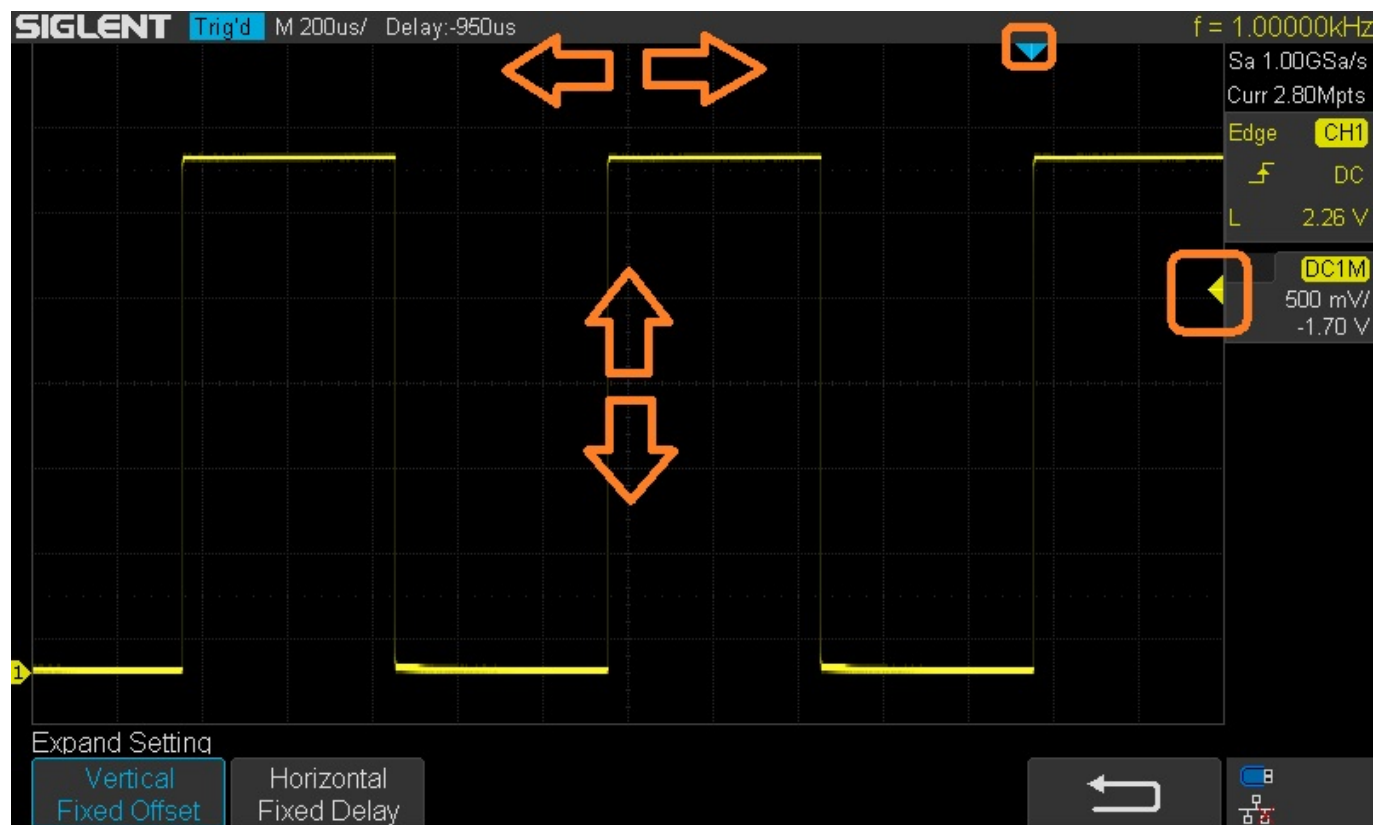 SIGLENT Trig'd M 200us/ Delay:-950us f = 1.00000kHz
Sa 1.00GSa/s
Curr 2.80Mpts
Edge CH1
DC
L 2.26 V
DC1M
500 mV/
-1.70 V
1
Expand Setting
Vertical
Fixed Offset
Horizontal
Fixed Delay